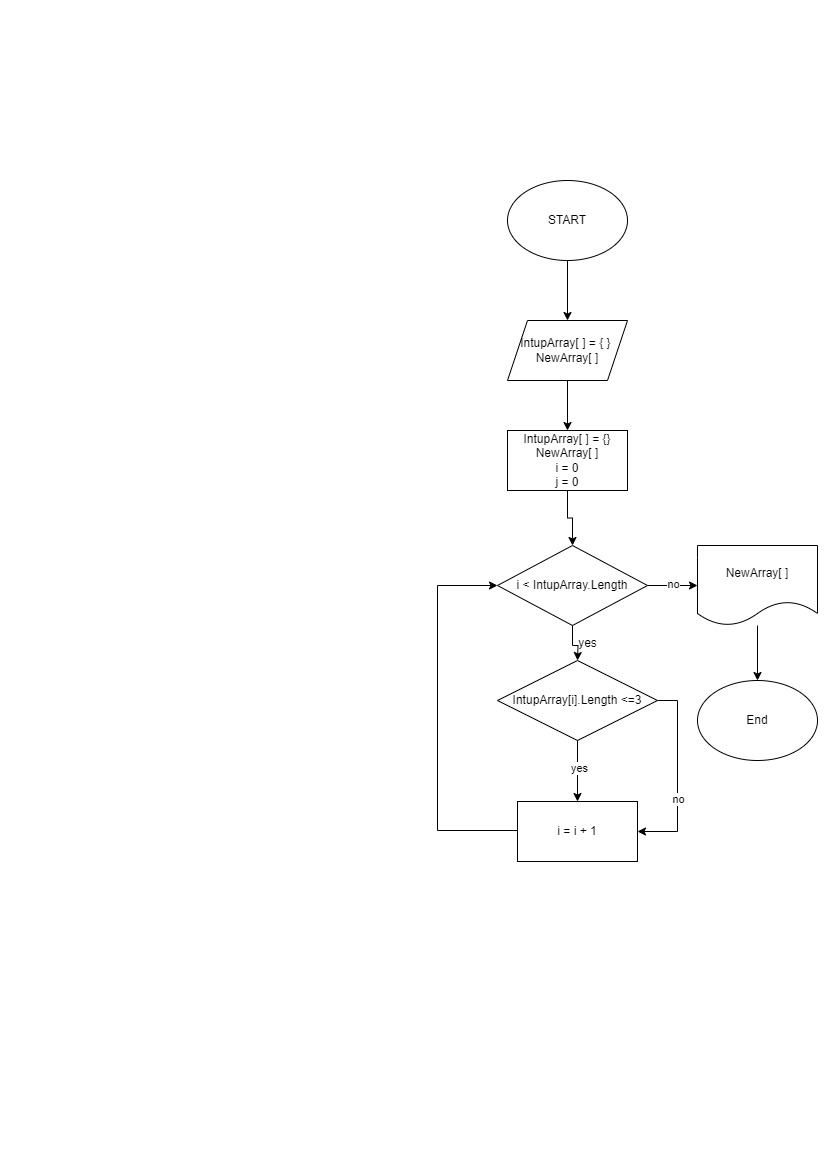 START
IntupArray[ ] = { }
NewArray[ ]
IntupArray[ ] = {}
NewArray[ ]
i = 0
j = 0
i < IntupArray.Length
no
NewArray[ ]
yes
IntupArray[i].Length <=3
End
yes
no
i = i + 1